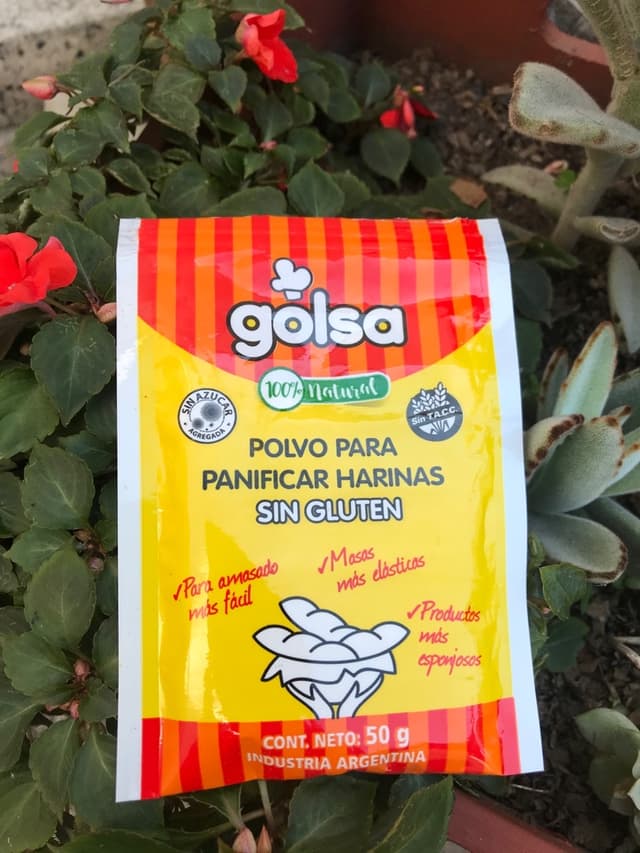 golsa
100% Natural
SIN AZUCAR
AGREGADA
Sin T.A.C.C.
POLVO PARA
PANIFICAR HARINAS
SIN GLUTEN
✓Para amasado
más fácil
✓Masas
más elásticas
✓Productos
más
esponjosos
CONT. NETO: 50 g
INDUSTRIA ARGENTINA